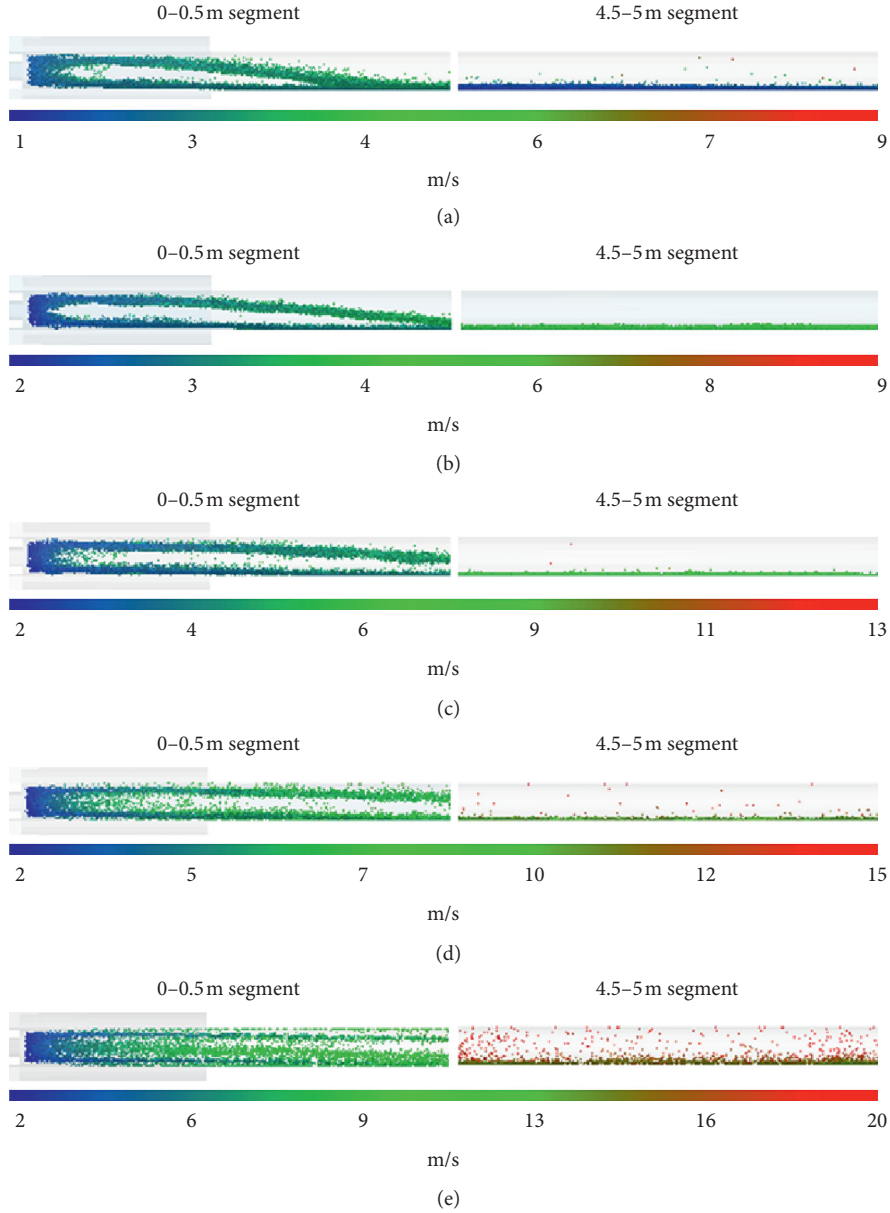 0–0.5 m segment 4.5–5 m segment
1 3 4 6 7 9
m/s
(a)
0–0.5 m segment 4.5–5 m segment
2 3 4 6 8 9
m/s
(b)
0–0.5 m segment 4.5–5 m segment
2 4 6 9 11 13
m/s
(c)
0–0.5 m segment 4.5–5 m segment
2 5 7 10 12 15
m/s
(d)
0–0.5 m segment 4.5–5 m segment
2 6 9 13 16 20
m/s
(e)